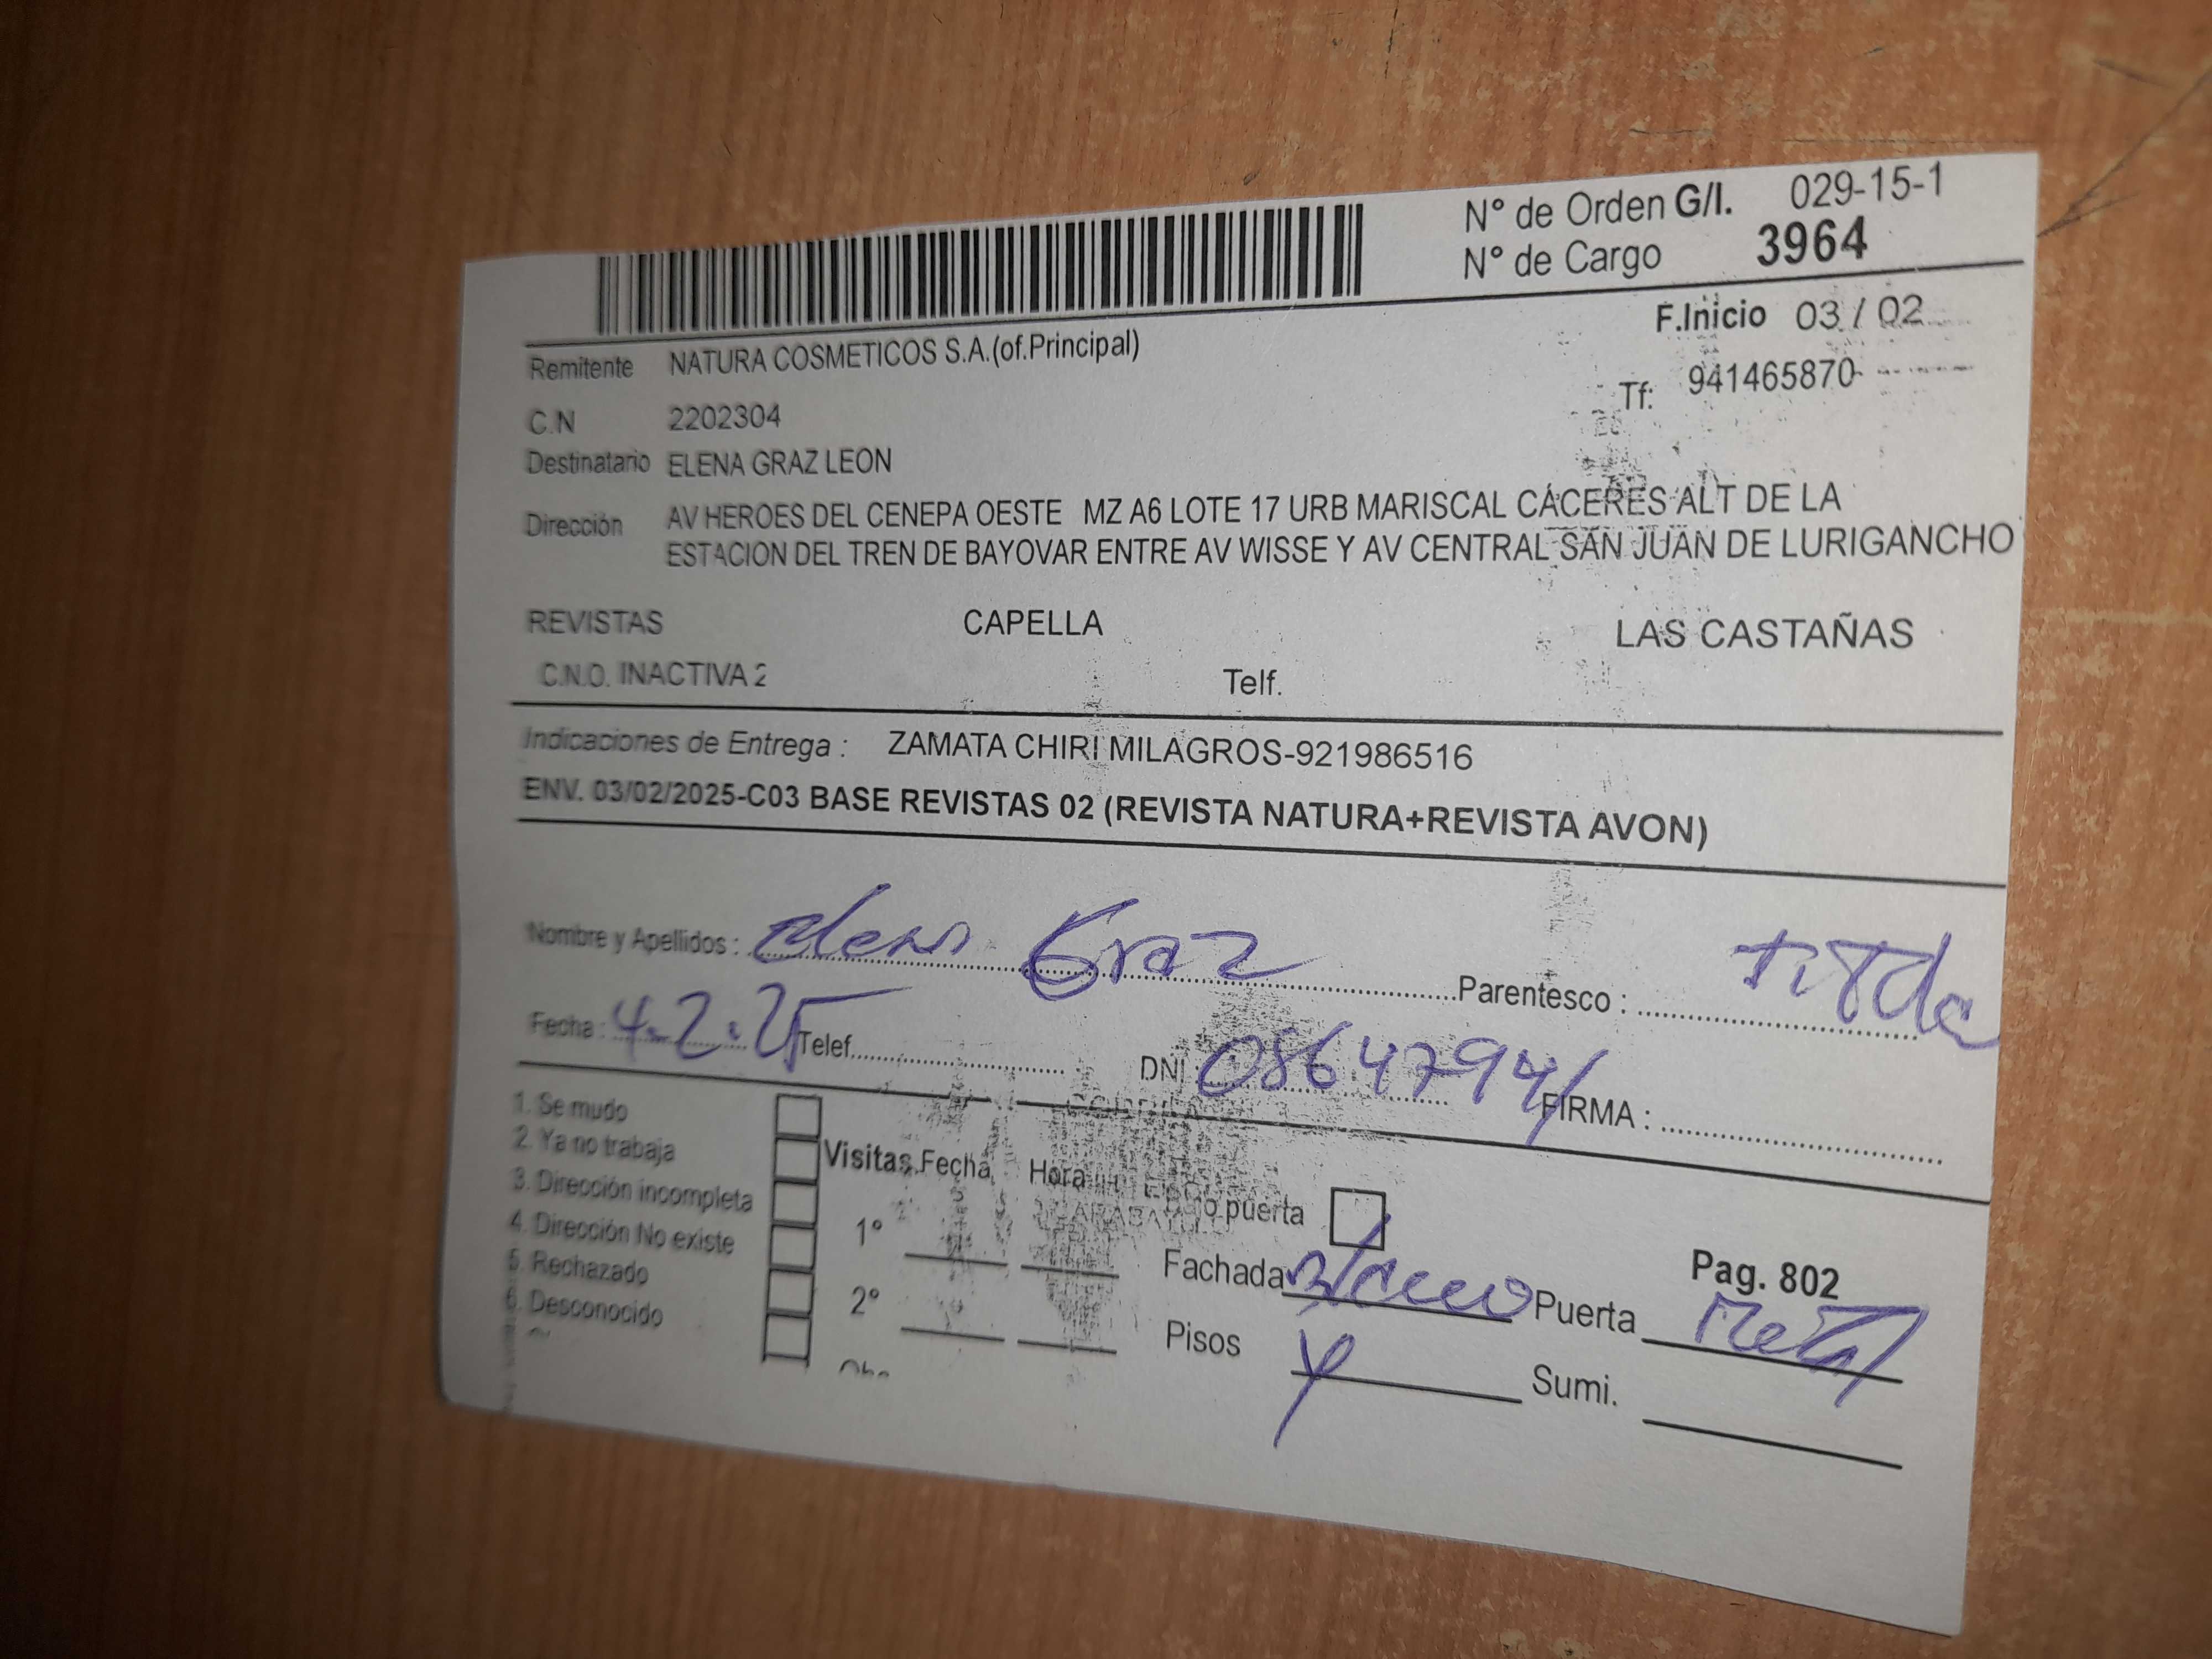 N° de Orden G/I. 029-15-1
N° de Cargo 3964
F.Inicio 03 / 02
Remitente NATURA COSMETICOS S.A.(of.Principal)
Tf: 941465870
C.N 2202304
Destinatario ELENA GRAZ LEON
Dirección AV HEROES DEL CENEPA OESTE MZ A6 LOTE 17 URB MARISCAL CÁCERES ALT DE LA
ESTACION DEL TREN DE BAYOVAR ENTRE AV WISSE Y AV CENTRAL SAN JUAN DE LURIGANCHO
REVISTAS CAPELLA LAS CASTAÑAS
C.N.O. INACTIVA 2 Telf.
Indicaciones de Entrega : ZAMATA CHIRI MILAGROS-921986516
ENV. 03/02/2025-C03 BASE REVISTAS 02 (REVISTA NATURA+REVISTA AVON)
Nombre y Apellidos : Elena Graz Parentesco :
Fecha : 4-2-25 Telef. DNI : 0864794 FIRMA :
1. Se mudo
2. Ya no trabaja
3. Dirección incompleta
4. Dirección No existe
5. Rechazado
6. Desconocido
Visitas Fecha Hora puerta
1°
2°
Pag. 802
Fachada Blanco Puerta Metal
Pisos 4 Sumi.